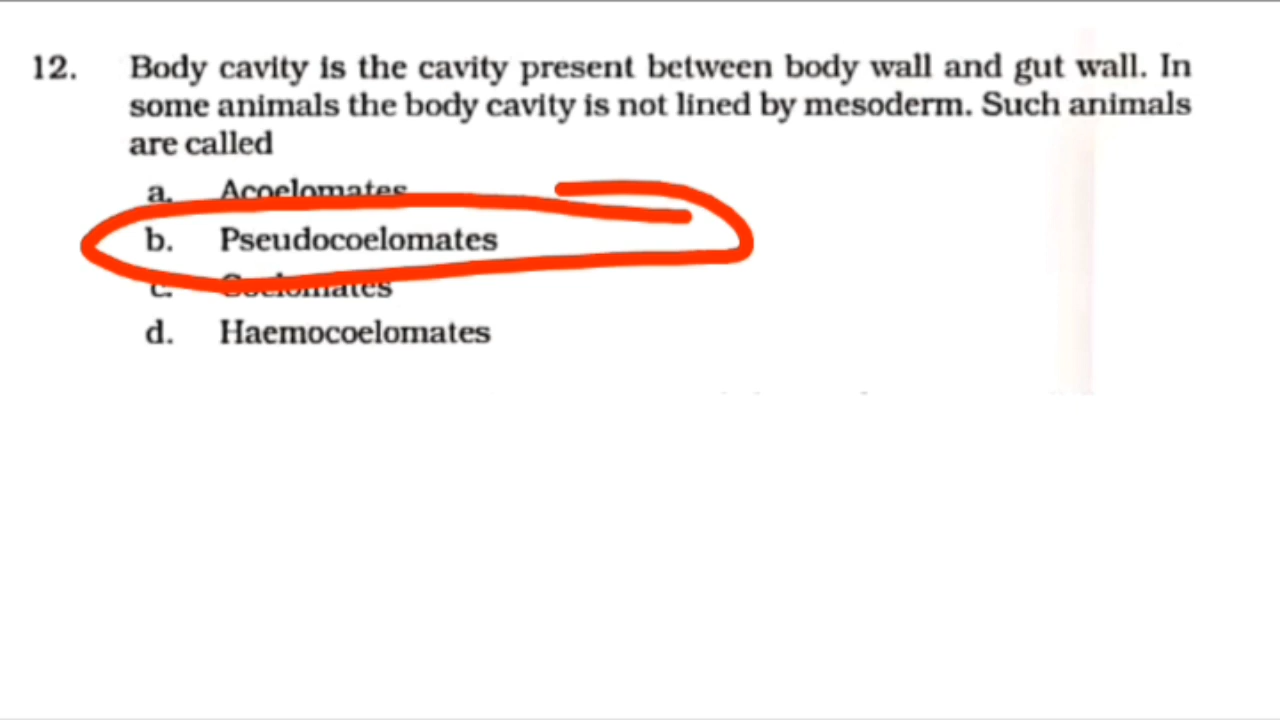 12. Body cavity is the cavity present between body wall and gut wall. In
some animals the body cavity is not lined by mesoderm. Such animals
are called
a. Acoelomates
b. Pseudocoelomates
c. Coelomates
d. Haemocoelomates